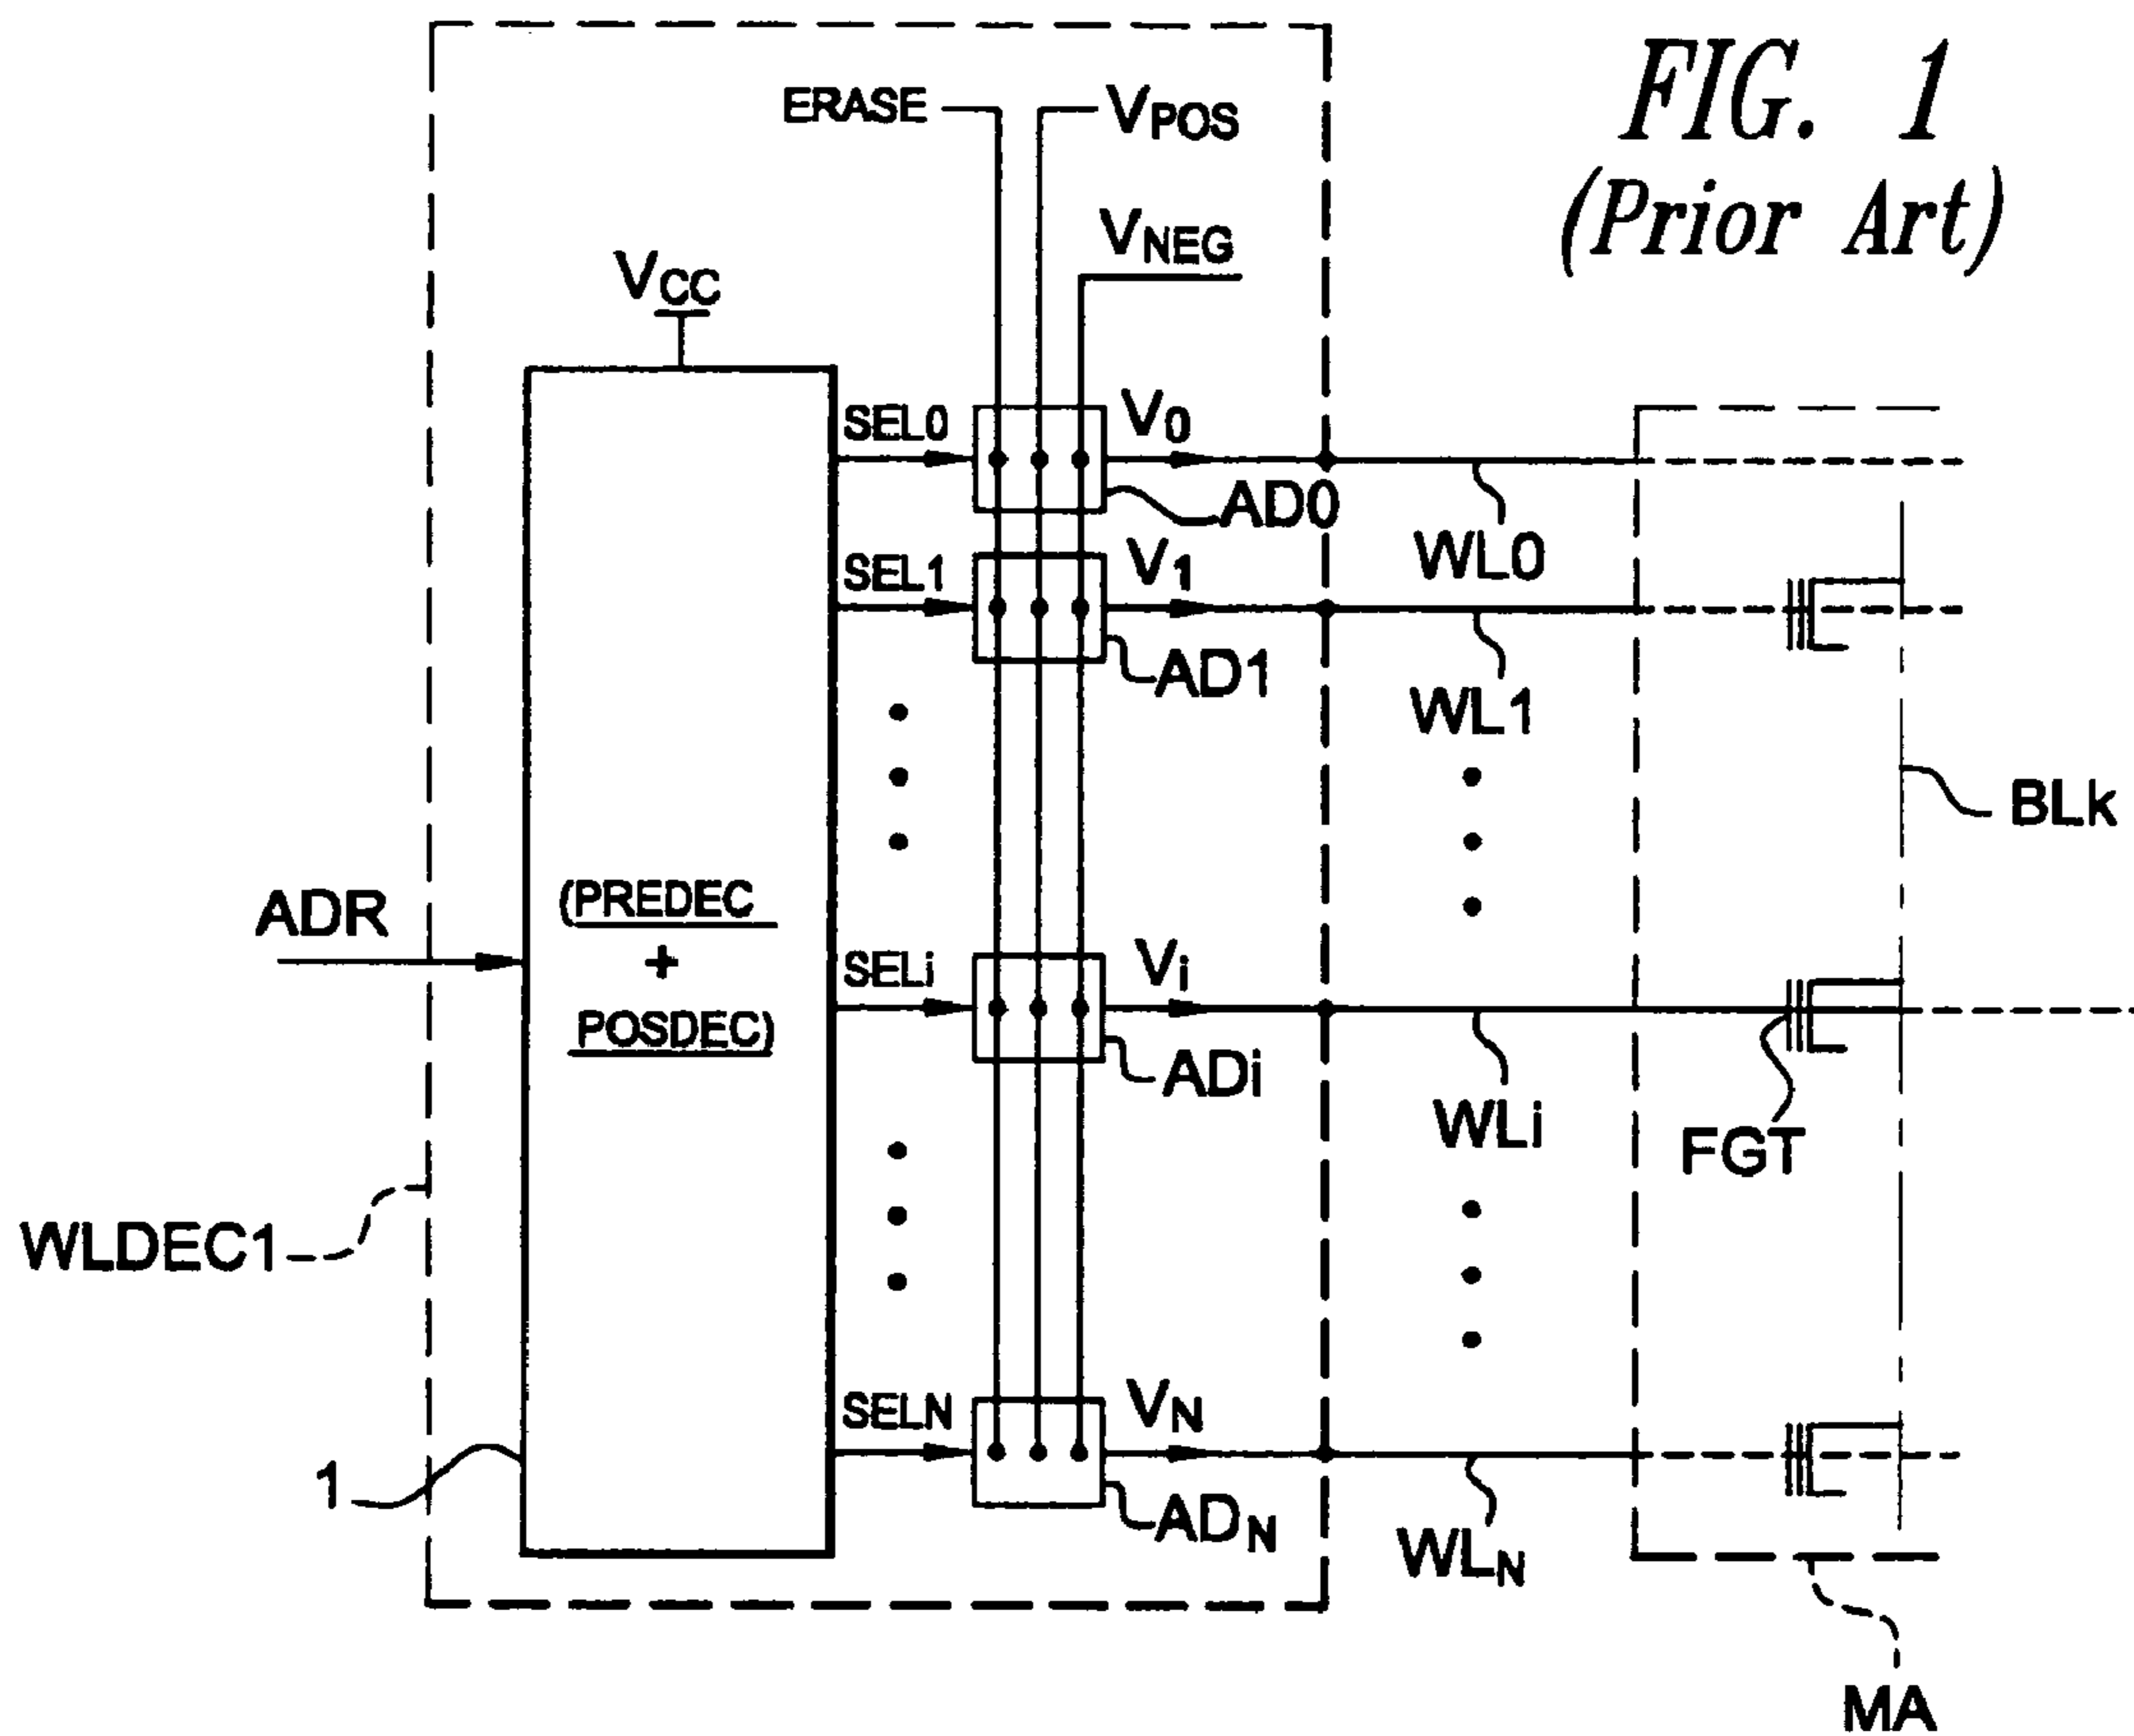 FIG. 1
(Prior Art)
ERASE
VPOS
VNEG
VCC
SEL0
V0
AD0
WL0
SEL1
V1
AD1
WL1
BLk
ADR
(PREDEC
+
POSDEC)
SELi
Vi
ADi
WLi
FGT
WLDEC1
SELN
VN
1
ADN
WLN
MA